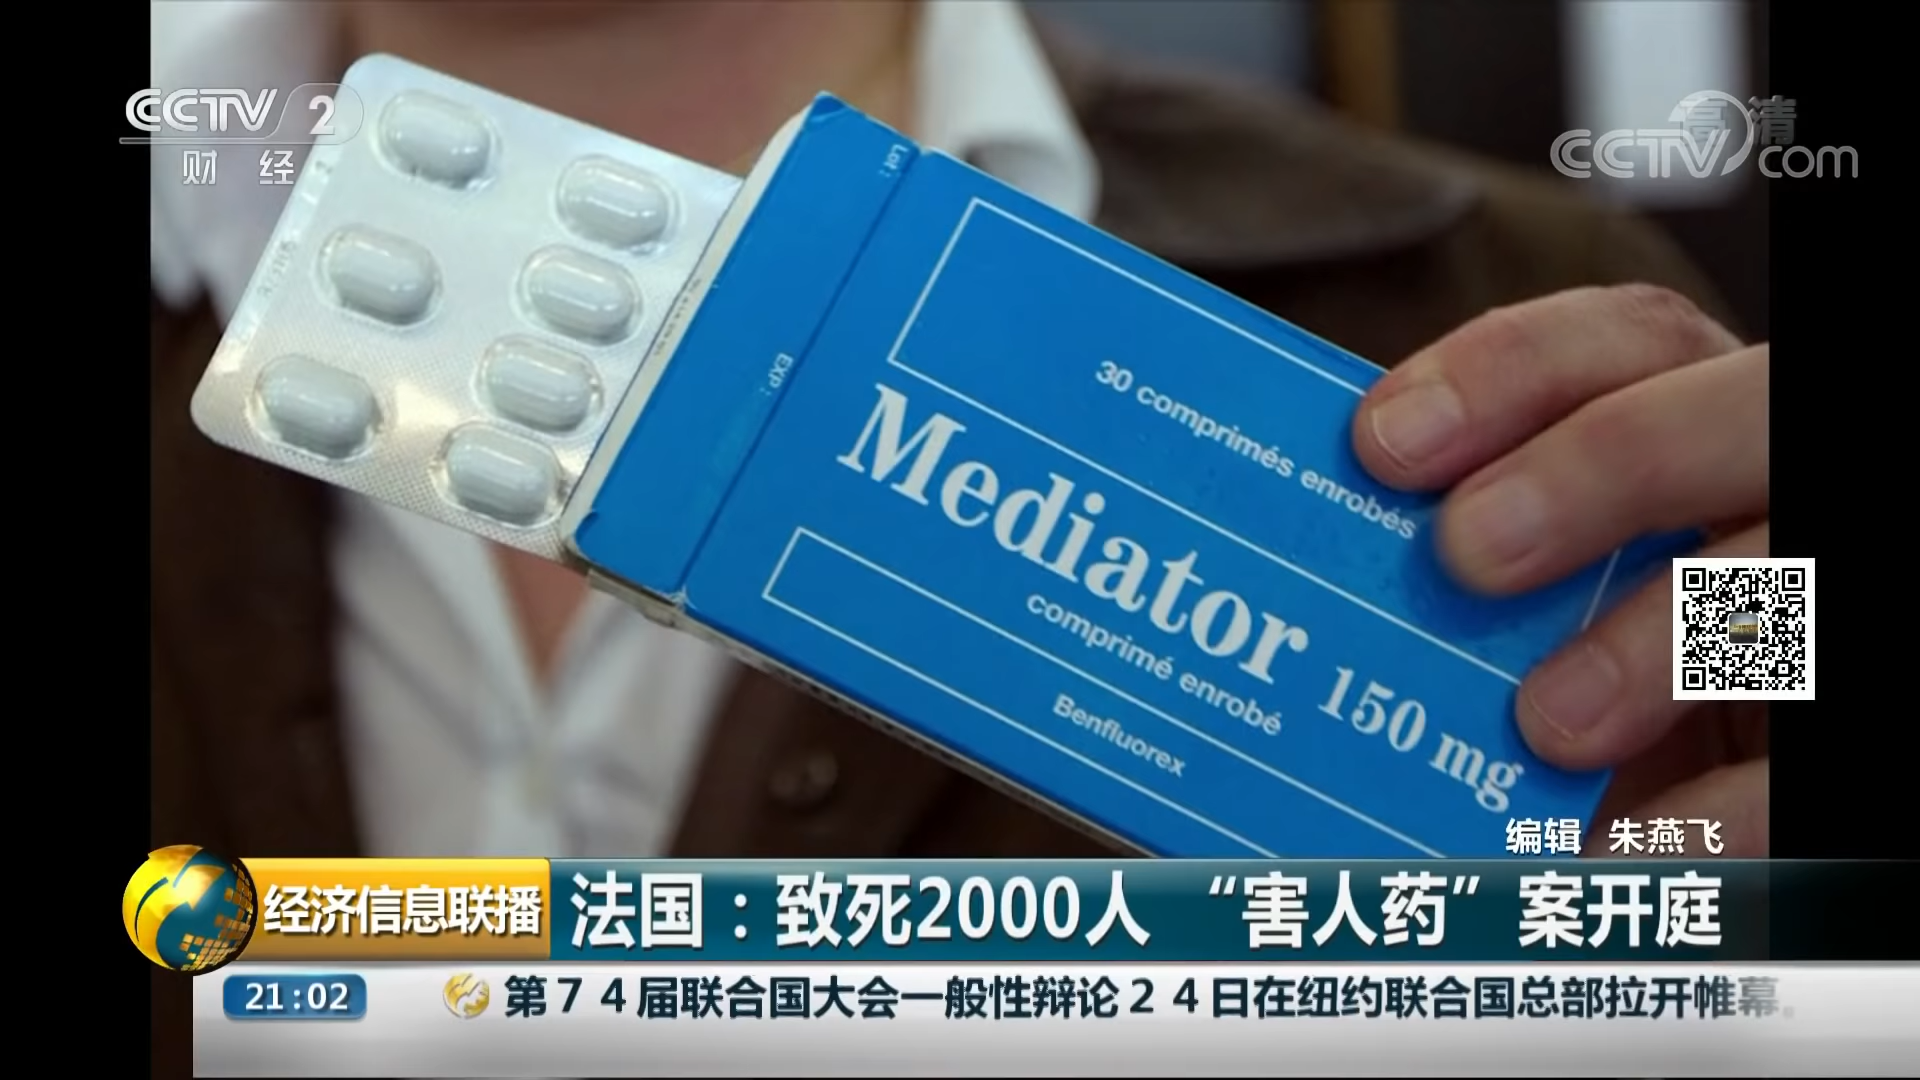 CCTV 2
财 经
高清
CCTV com
Lot :
EXP :
30 comprimés enrobés
Mediator 150 mg
comprimé enrobé
Benfluorex
编辑 朱燕飞
经济信息联播
法国：致死2000人 “害人药”案开庭
21:02
第７４届联合国大会一般性辩论２４日在纽约联合国总部拉开帷幕。